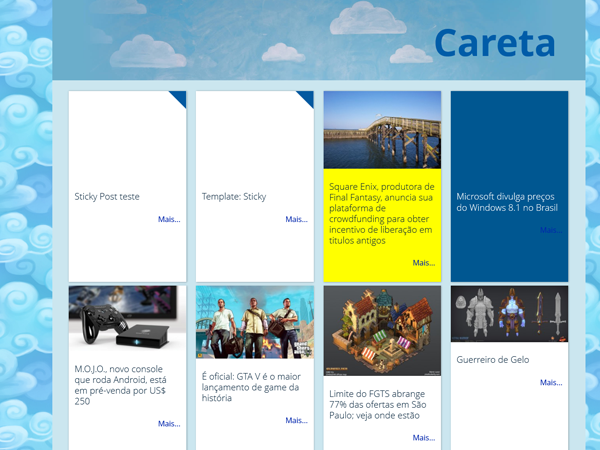 Careta
Sticky Post teste
Mais...
Template: Sticky
Mais...
Square Enix, produtora de
Final Fantasy, anuncia sua
plataforma de
crowdfunding para obter
incentivo de liberação em
títulos antigos
Mais...
Microsoft divulga preços
do Windows 8.1 no Brasil
Mais...
M.O.J.O., novo console
que roda Android, está
em pré-venda por US$
250
Mais...
É oficial: GTA V é o maior
lançamento de game da
história
Mais...
Limite do FGTS abrange
77% das ofertas em São
Paulo; veja onde estão
Mais...
Guerreiro de Gelo
Mais...